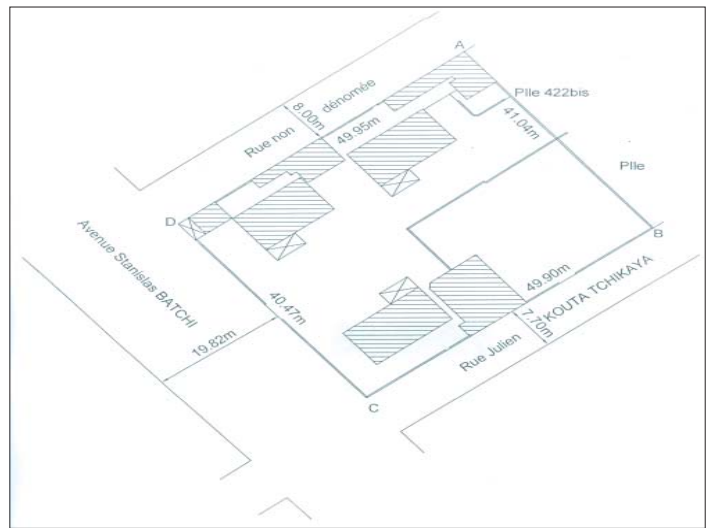 A
Plle 422bis
8.00m
Rue non dénomée
49.95m
41.04m
Plle
D
B
Avenue Stanislas BATCHI
40.47m
49.90m
19.82m
7.70m
Rue Julien KOUTA TCHIKAYA
C